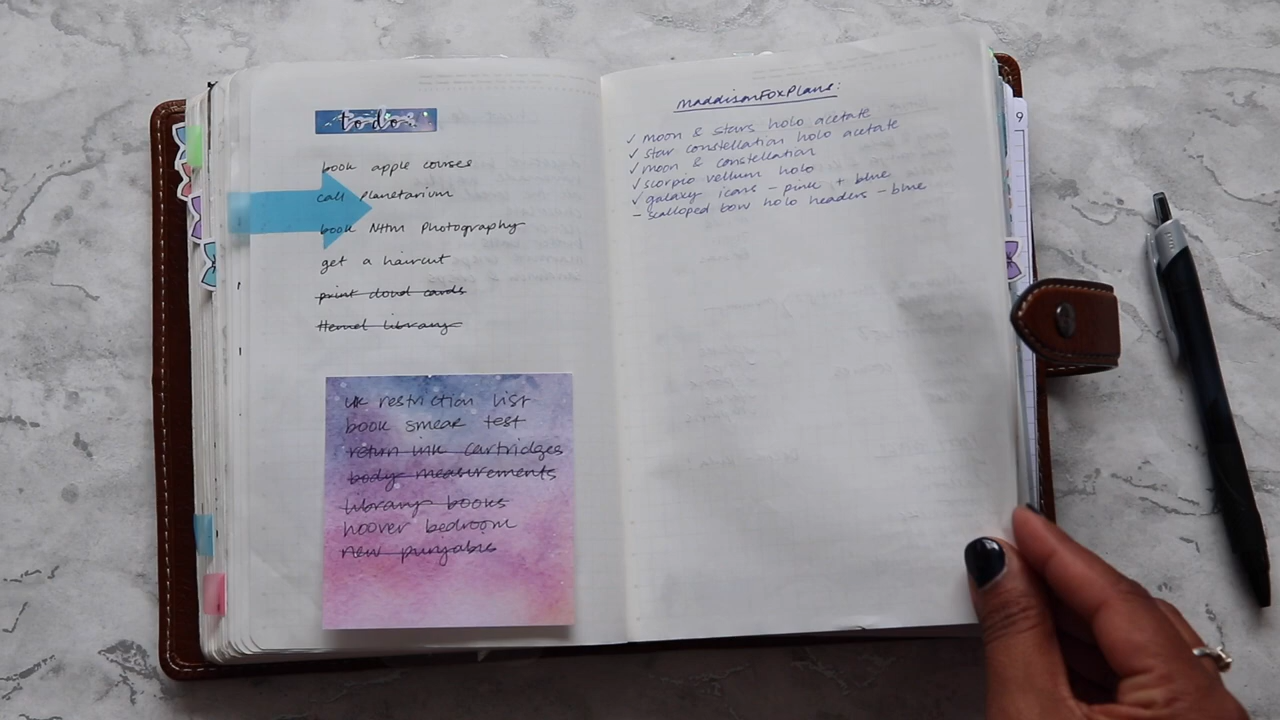 to do
book apple courses
call planetarium
book NHM Photography
get a haircut
print cloud cards
Hemel library
UK restriction list
book smear test
return ink cartridges
body measurements
library books
hoover bedroom
new punjabis
MaddisonFoxPlans:
✓ moon & stars holo acetate
✓ star constellation holo acetate
✓ moon & constellation
✓ scorpio vellum holo
✓ galaxy icons - pink + blue
- scalloped bow holo headers - blue
9